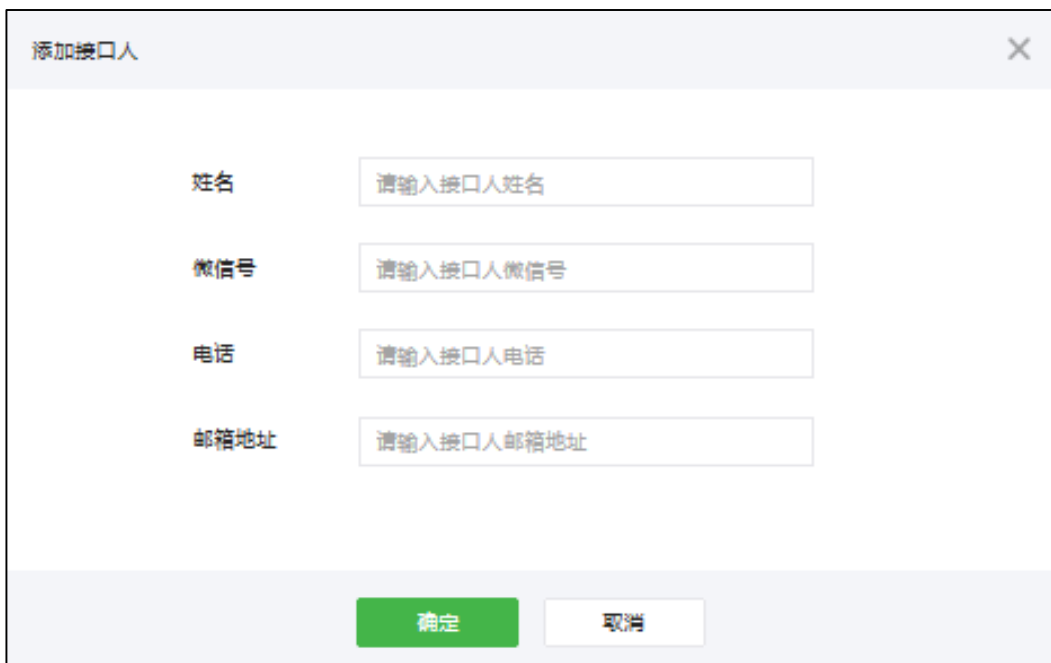 添加接口人
姓名 请输入接口人姓名
微信号 请输入接口人微信号
电话 请输入接口人电话
邮箱地址 请输入接口人邮箱地址
确定 取消